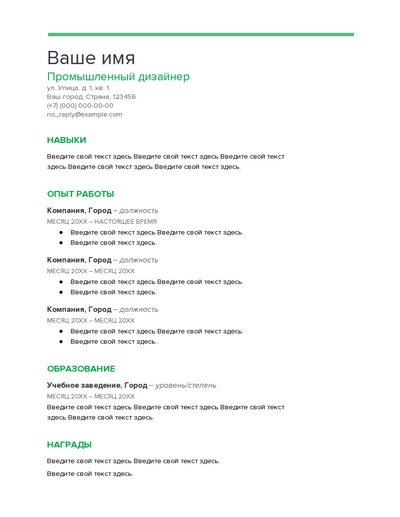 Ваше имя
Промышленный дизайнер
ул. Улица, д. 1, кв. 1
Ваш город, Страна, 123456
(+7) (000) 000-00-00
no_reply@example.com
НАВЫКИ
Введите свой текст здесь Введите свой текст здесь Введите свой текст
здесь Введите свой текст здесь Введите свой текст здесь.
ОПЫТ РАБОТЫ
Компания, Город – должность
МЕСЯЦ 20XX – НАСТОЯЩЕЕ ВРЕМЯ
● Введите свой текст здесь Введите свой текст здесь.
● Введите свой текст здесь.
Компания, Город – должность
МЕСЯЦ 20XX – МЕСЯЦ 20XX
● Введите свой текст здесь Введите свой текст здесь.
● Введите свой текст здесь.
Компания, Город – должность
МЕСЯЦ 20XX – МЕСЯЦ 20XX
● Введите свой текст здесь Введите свой текст здесь.
● Введите свой текст здесь.
ОБРАЗОВАНИЕ
Учебное заведение, Город – уровень/степень
МЕСЯЦ 20XX – МЕСЯЦ 20XX
Введите свой текст здесь Введите свой текст здесь Введите свой текст
здесь Введите свой текст здесь.
НАГРАДЫ
Введите свой текст здесь Введите свой текст здесь.
Введите свой текст здесь.